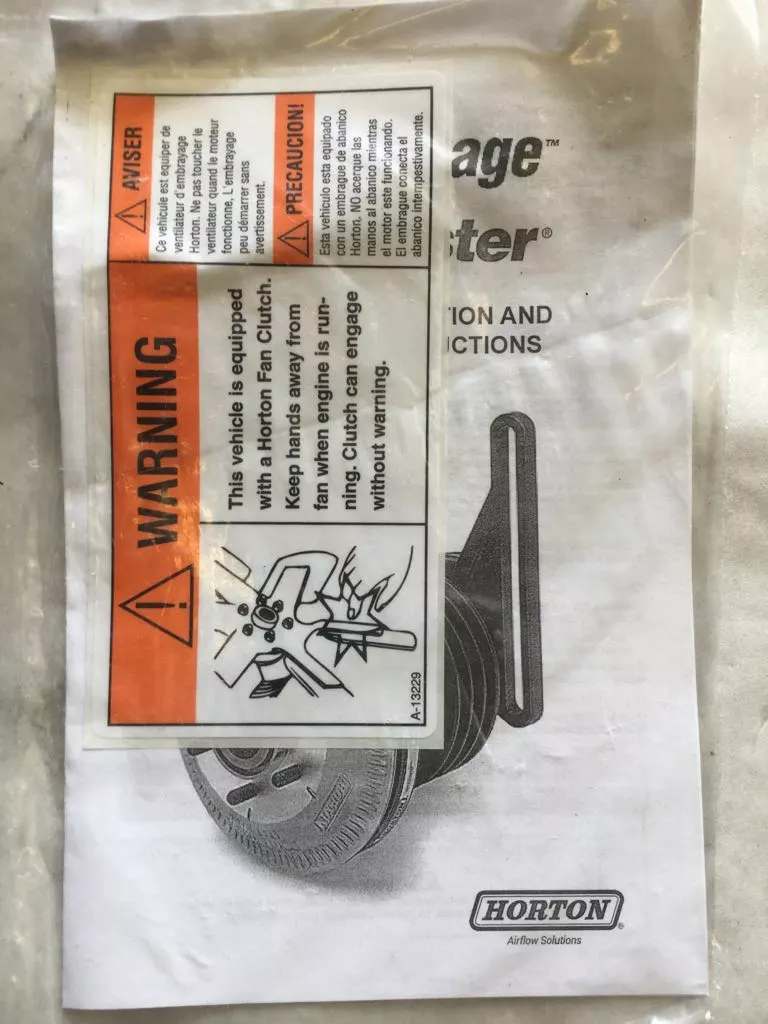 WARNING
This vehicle is equipped
with a Horton Fan Clutch.
Keep hands away from
fan when engine is run-
ning. Clutch can engage
without warning.
A-13229
AVISER
Ce vehicule est equiper de
ventilateur d'embrayage
Horton. Ne pas toucher le
ventilateur quand le moteur
fonctionne, L'embrayage
peu démarrer sans
avertissement.
PRECAUCION!
Esta vehiculo esta equipado
con un embrague de abanico
Horton. NO acerque las
manos al abanico mientras
el motor este funcionando.
El embrague conecta el
abanico intempestivamente.
age™
ster®
TION AND
UCTIONS
HORTON®
Airflow Solutions